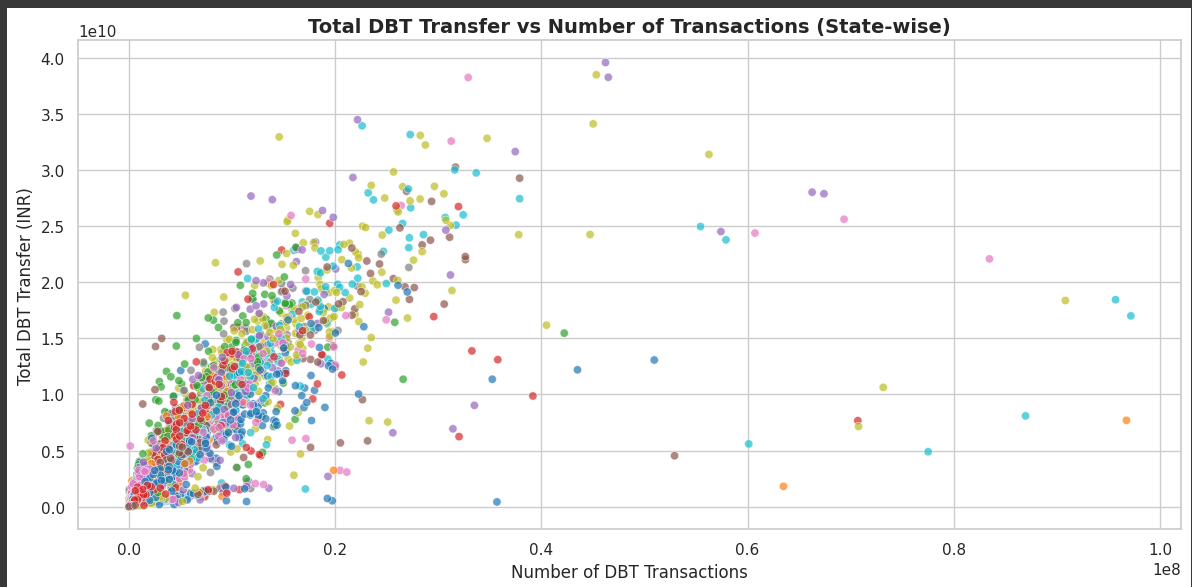 Total DBT Transfer vs Number of Transactions (State-wise)
1e10
4.0
3.5
3.0
2.5
2.0
1.5
1.0
0.5
0.0
Total DBT Transfer (INR)
0.0 0.2 0.4 0.6 0.8 1.0
1e8
Number of DBT Transactions